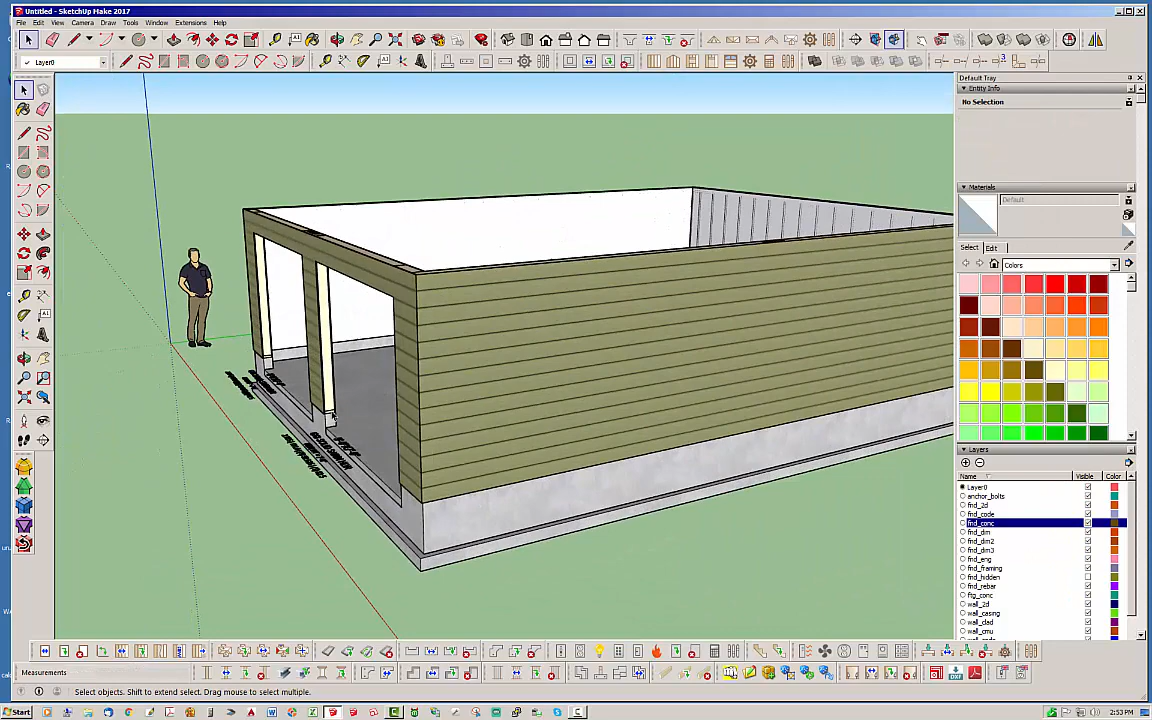 Untitled - SketchUp Make 2017
File Edit View Camera Draw Tools Window Extensions Help
Layer0
Default Tray
Entity Info
No Selection
Materials
Default
Select Edit
Colors
Layers
Name Visible Color
Layer0
anchor_bolts
fnd_2d
fnd_code
fnd_conc
fnd_dim
fnd_dim2
fnd_dim3
fnd_eng
fnd_framing
fnd_hidden
fnd_rebar
ftg_conc
wall_2d
wall_casing
wall_clad
wall_cmu
Measurements
Select objects. Shift to extend select. Drag mouse to select multiple.
Start
2:53 PM